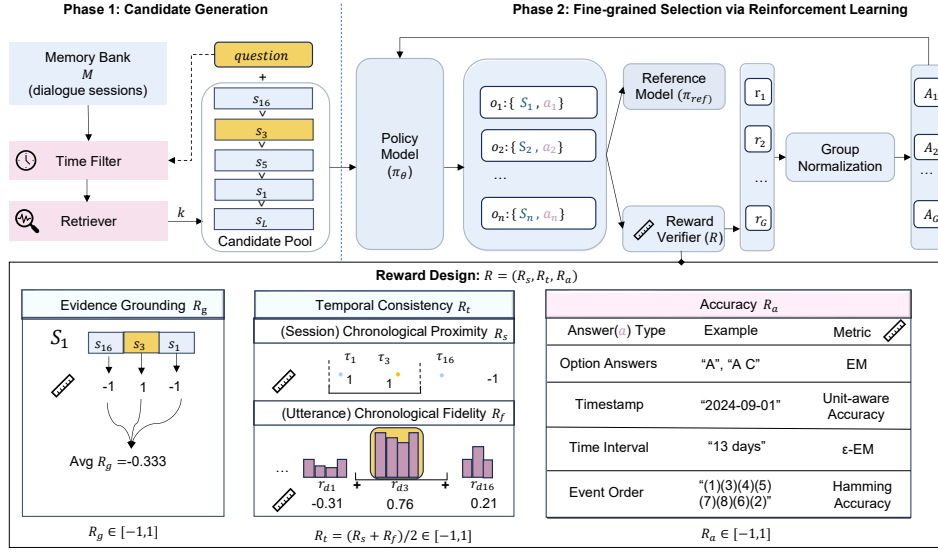 Phase 1: Candidate Generation
Phase 2: Fine-grained Selection via Reinforcement Learning
Memory Bank
M
(dialogue sessions)
Time Filter
Retriever
k
question
+
s16
s3
s5
s1
sL
Candidate Pool
Policy
Model
(πθ)
o1:{ S1 , a1}
o2:{ S2 , a2}
...
on:{ Sn , an}
Reference
Model (πref)
Reward
Verifier (R)
r1
r2
...
rG
Group
Normalization
A1
A2
...
AG
Reward Design: R = (Rs, Rt, Ra)
Evidence Grounding Rg
S1
s16 s3 s1
-1 1 -1
Avg Rg =-0.333
Rg ∈ [-1,1]
Temporal Consistency Rt
(Session) Chronological Proximity Rs
τ1 τ3 τ16
1 1 -1
(Utterance) Chronological Fidelity Rf
...
rd1 + rd3 + rd16
-0.31 0.76 0.21
Rt = (Rs + Rf)/2 ∈ [-1,1]
Accuracy Ra
Answer(a) Type Example Metric
Option Answers “A”, “A C” EM
Timestamp “2024-09-01” Unit-aware
Accuracy
Time Interval “13 days” ε-EM
Event Order “(1)(3)(4)(5)
(7)(8)(6)(2)” Hamming
Accuracy
Ra ∈ [-1,1]